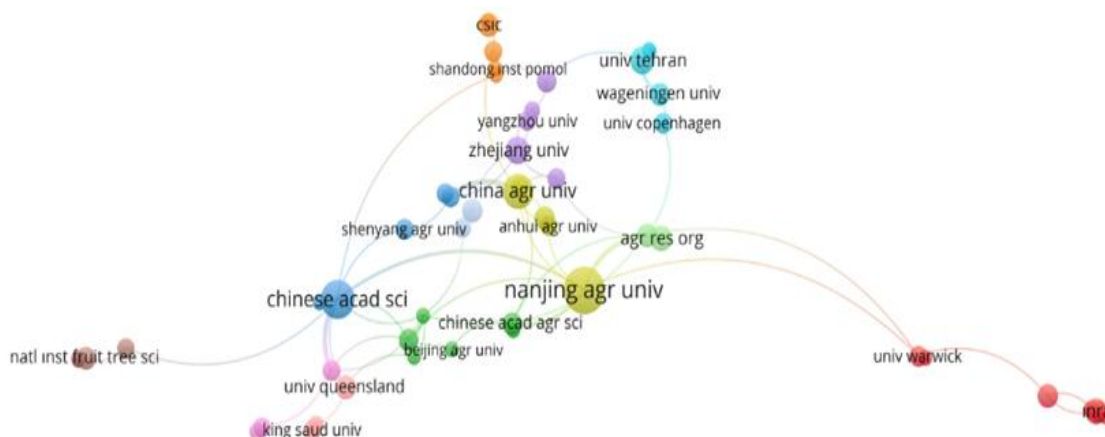 csic
shandong inst pomol
univ tehran
wageningen univ
yangzhou univ
univ copenhagen
zhejiang univ
china agr univ
shenyang agr univ
anhui agr univ
agr res org
nanjing agr univ
chinese acad sci
chinese acad agr sci
beijing agr univ
natl inst fruit tree sci
univ warwick
univ queensland
inra
king saud univ